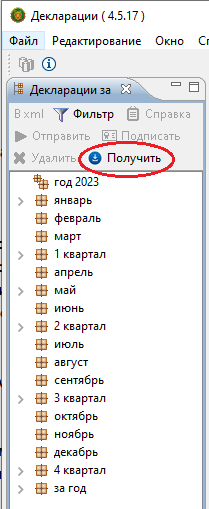 Декларации ( 4.5.17 )
Файл Редактирование Окно
Декларации за
В xml Фильтр Справка
Отправить Подписать
Удалить Получить
год 2023
январь
февраль
март
1 квартал
апрель
май
июнь
2 квартал
июль
август
сентябрь
3 квартал
октябрь
ноябрь
декабрь
4 квартал
за год